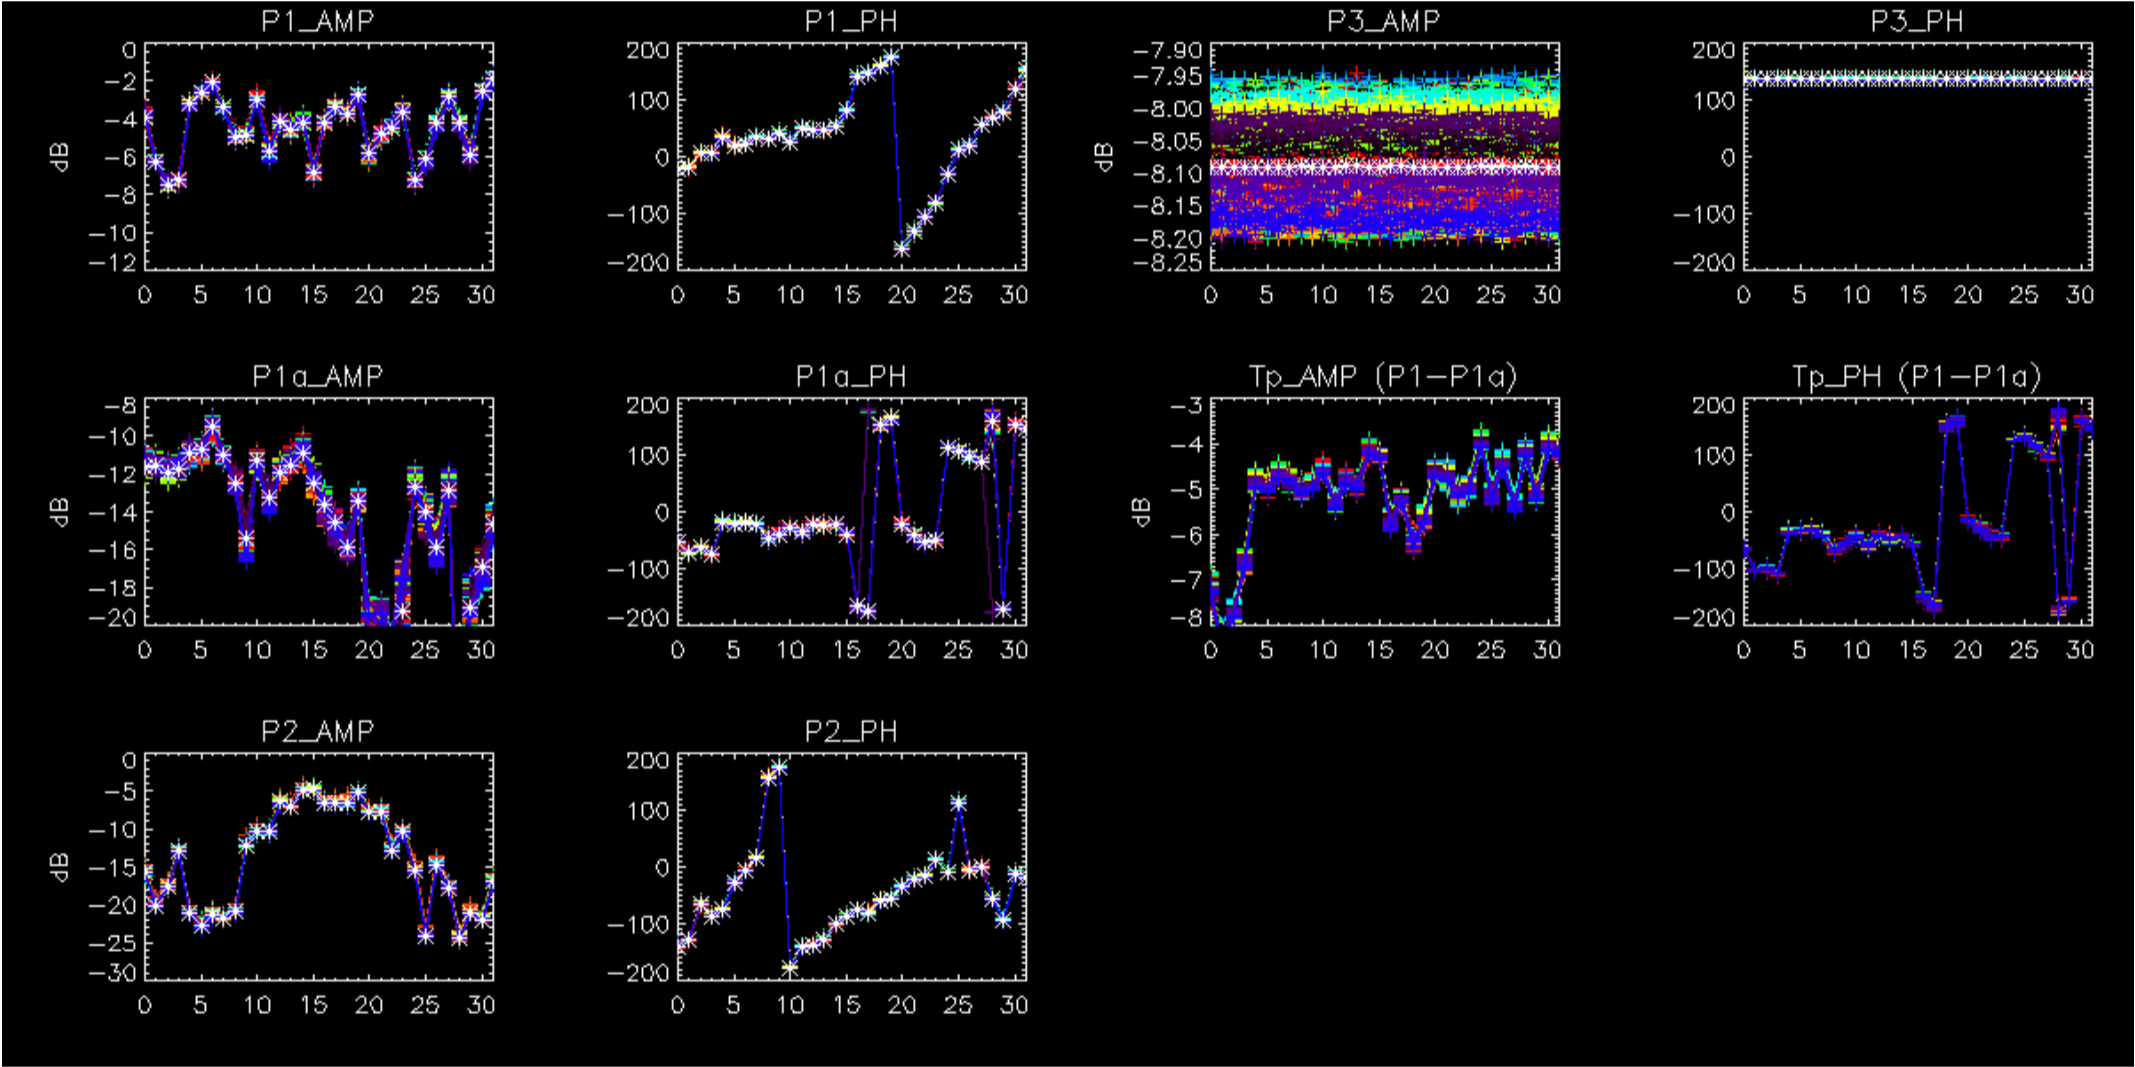 P1_AMP
dB
0
−2
−4
−6
−8
−10
−12
0 5 10 15 20 25 30
P1_PH
200
100
0
−100
−200
0 5 10 15 20 25 30
P3_AMP
dB
−7.90
−7.95
−8.00
−8.05
−8.10
−8.15
−8.20
−8.25
0 5 10 15 20 25 30
P3_PH
200
100
0
−100
−200
0 5 10 15 20 25 30
P1a_AMP
dB
−8
−10
−12
−14
−16
−18
−20
0 5 10 15 20 25 30
P1a_PH
200
100
0
−100
−200
0 5 10 15 20 25 30
Tp_AMP (P1−P1a)
dB
−3
−4
−5
−6
−7
−8
0 5 10 15 20 25 30
Tp_PH (P1−P1a)
200
100
0
−100
−200
0 5 10 15 20 25 30
P2_AMP
dB
0
−5
−10
−15
−20
−25
−30
0 5 10 15 20 25 30
P2_PH
200
100
0
−100
−200
0 5 10 15 20 25 30